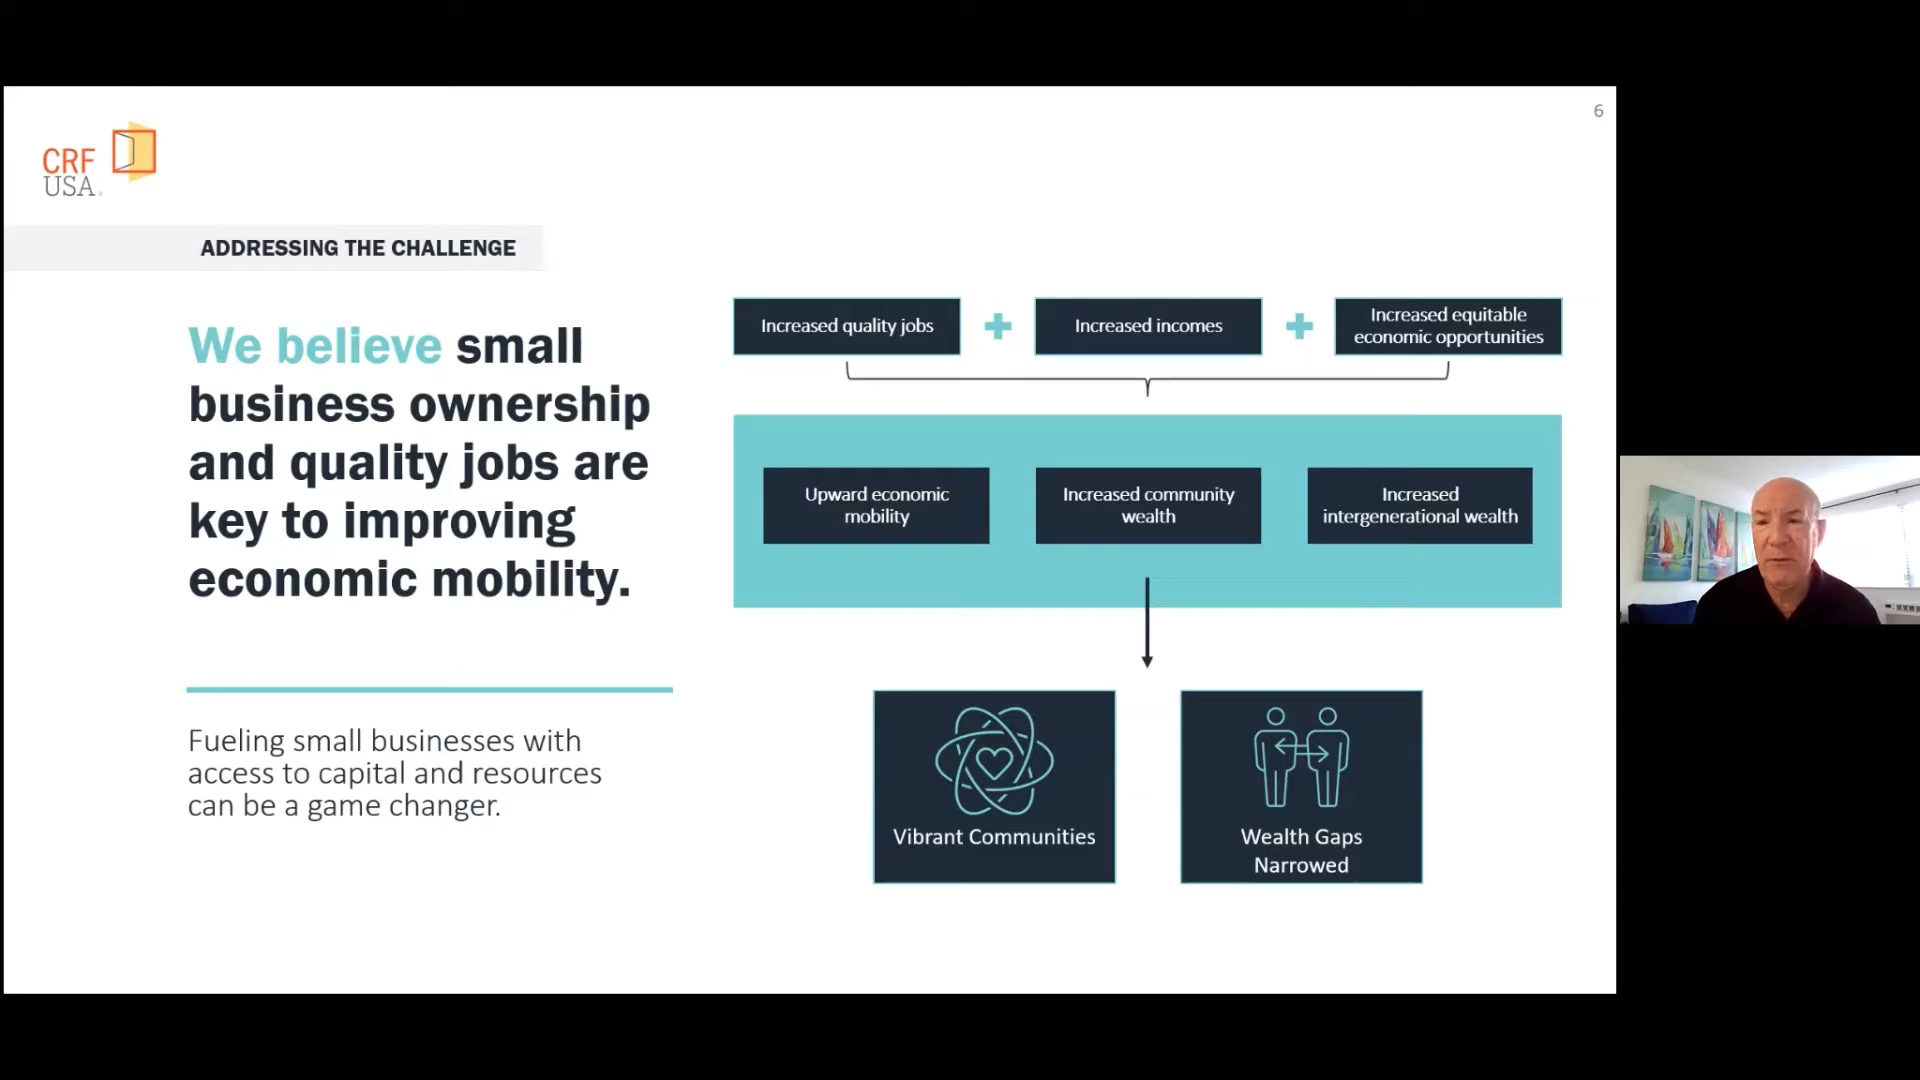 6
CRF
USA
ADDRESSING THE CHALLENGE
We believe small
business ownership
and quality jobs are
key to improving
economic mobility.
Fueling small businesses with
access to capital and resources
can be a game changer.
Increased quality jobs
+
Increased incomes
+
Increased equitable
economic opportunities
Upward economic
mobility
Increased community
wealth
Increased
intergenerational wealth
Vibrant Communities
Wealth Gaps
Narrowed